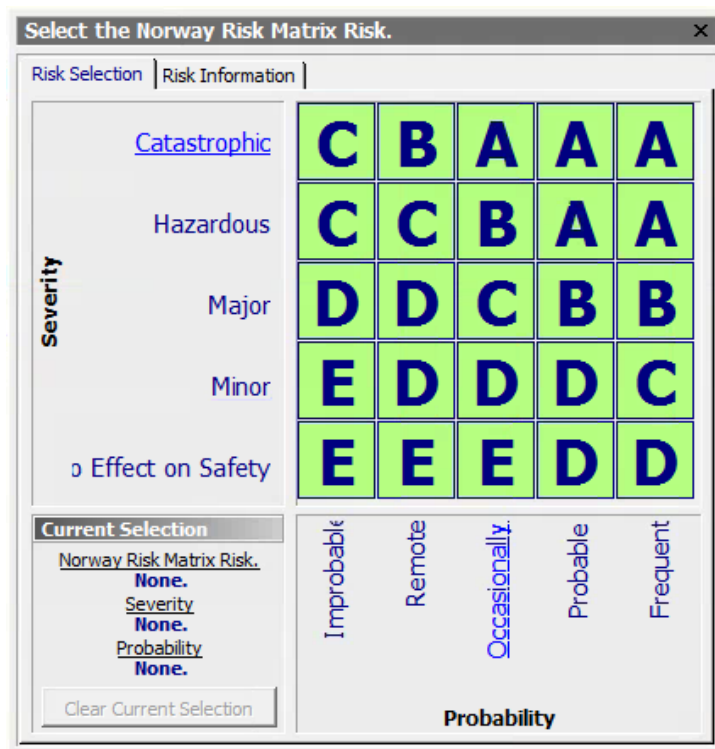 Select the Norway Risk Matrix Risk.
Risk Selection Risk Information
Catastrophic C B A A A
Hazardous C C B A A
Severity
Major D D C B B
Minor E D D D C
o Effect on Safety E E E D D
Current Selection
Norway Risk Matrix Risk.
None.
Severity
None.
Probability
None.
Clear Current Selection
Improbable Remote Occasionally. Probable Frequent
Probability